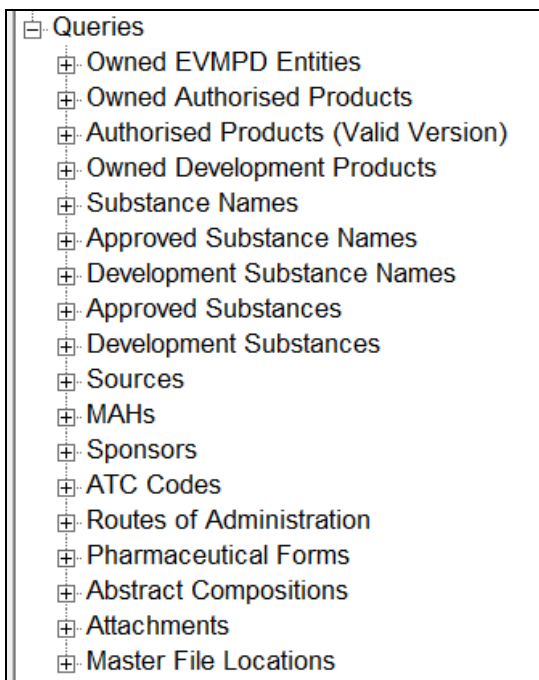 Queries
Owned EVMPD Entities
Owned Authorised Products
Authorised Products (Valid Version)
Owned Development Products
Substance Names
Approved Substance Names
Development Substance Names
Approved Substances
Development Substances
Sources
MAHs
Sponsors
ATC Codes
Routes of Administration
Pharmaceutical Forms
Abstract Compositions
Attachments
Master File Locations